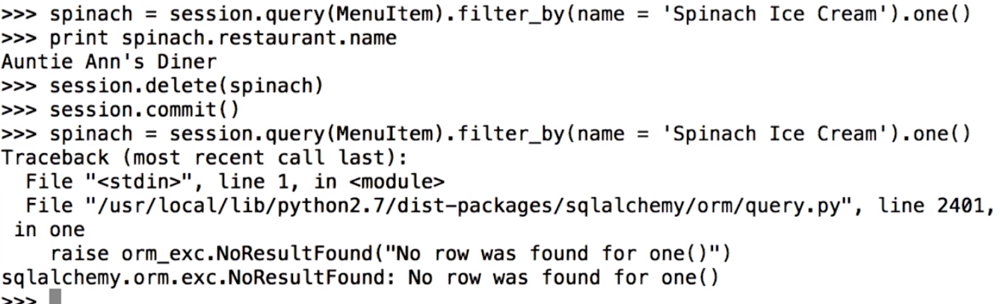 >>> spinach = session.query(MenuItem).filter_by(name = 'Spinach Ice Cream').one()
>>> print spinach.restaurant.name
Auntie Ann's Diner
>>> session.delete(spinach)
>>> session.commit()
>>> spinach = session.query(MenuItem).filter_by(name = 'Spinach Ice Cream').one()
Traceback (most recent call last):
  File "<stdin>", line 1, in <module>
  File "/usr/local/lib/python2.7/dist-packages/sqlalchemy/orm/query.py", line 2401,
 in one
    raise orm_exc.NoResultFound("No row was found for one()")
sqlalchemy.orm.exc.NoResultFound: No row was found for one()
>>>